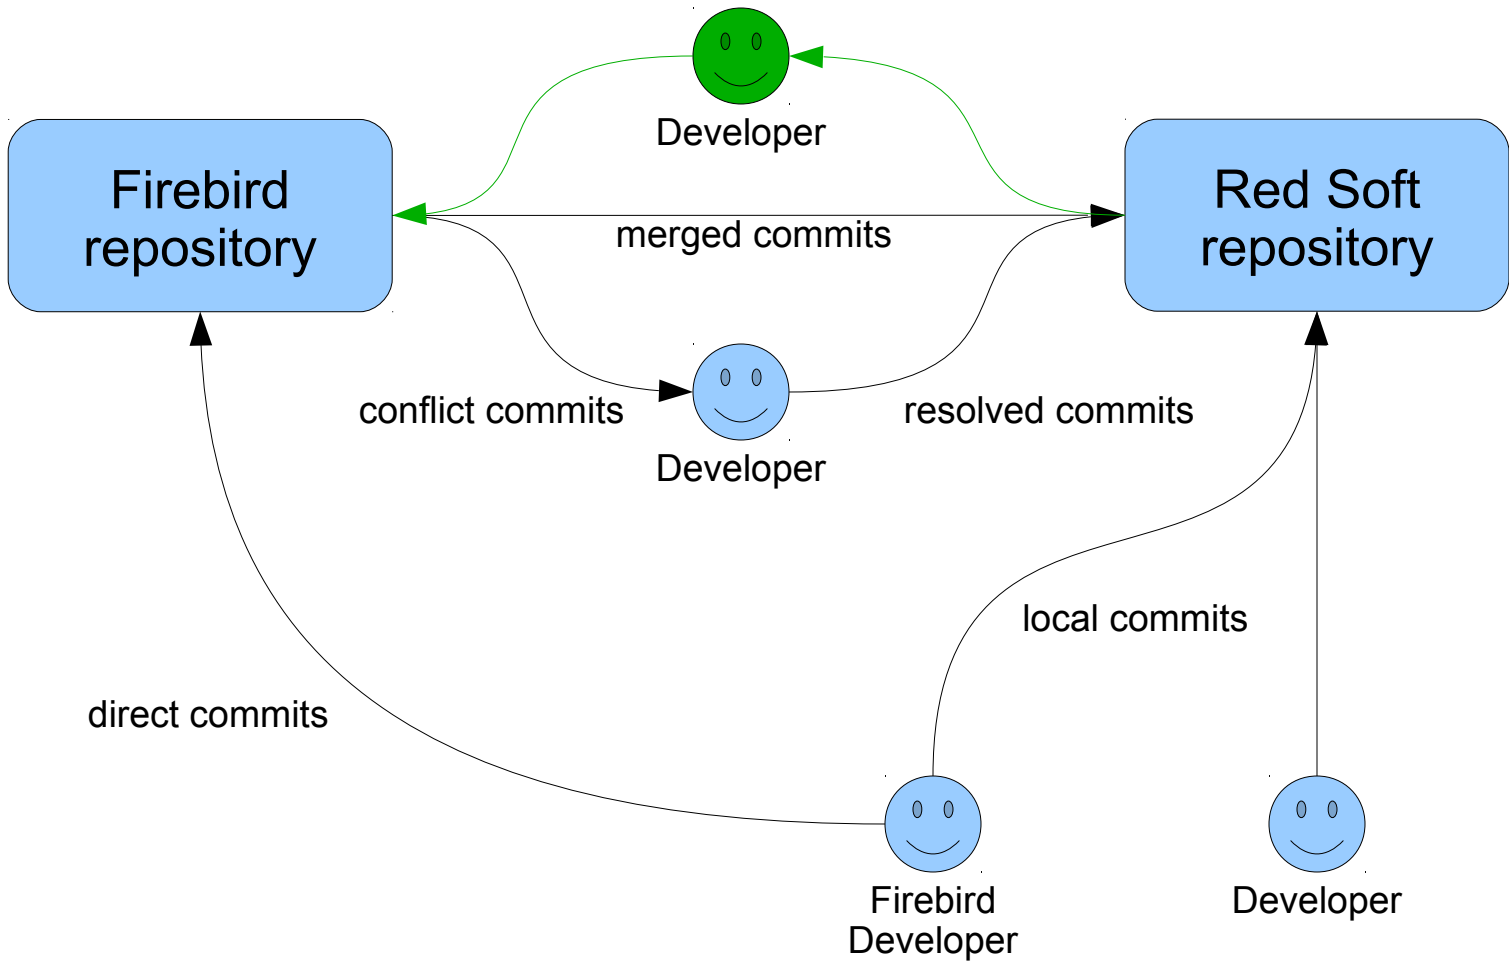 Developer
Firebird
repository
Red Soft
repository
merged commits
conflict commits
resolved commits
Developer
local commits
direct commits
Firebird
Developer
Developer